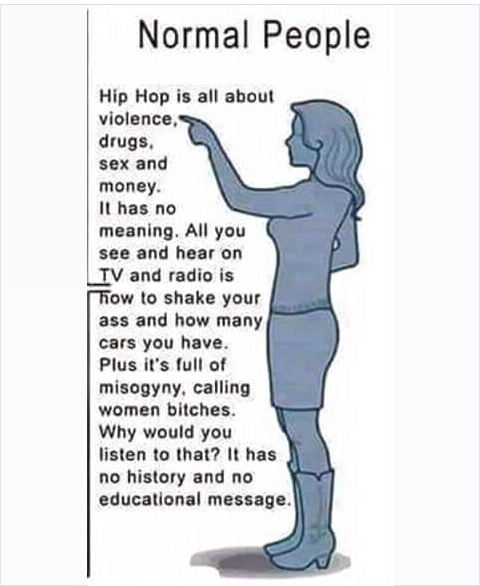 Normal People
Hip Hop is all about
violence,
drugs,
sex and
money.
It has no
meaning. All you
see and hear on
TV and radio is
how to shake your
ass and how many
cars you have.
Plus it's full of
misogyny, calling
women bitches.
Why would you
listen to that? It has
no history and no
educational message.